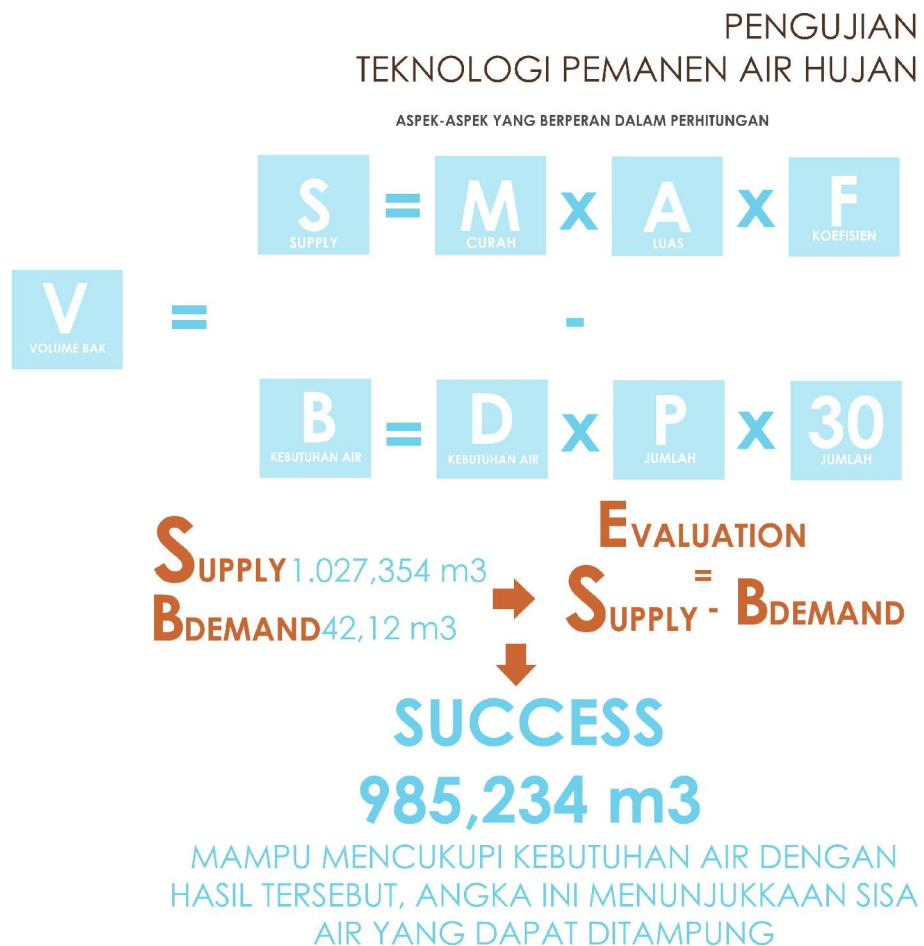 PENGUJIAN
TEKNOLOGI PEMANEN AIR HUJAN
ASPEK-ASPEK YANG BERPERAN DALAM PERHITUNGAN
S = M x A x F
SUPPLY CURAH LUAS KOEFISIEN
V = -
VOLUME BAK
B = D x P x 30
KEBUTUHAN AIR KEBUTUHAN AIR JUMLAH JUMLAH
EVALUATION
=
SUPPLY - BDEMAND
SUPPLY 1.027,354 m3
BDEMAND 42,12 m3
SUCCESS
985,234 m3
MAMPU MENCUKUPI KEBUTUHAN AIR DENGAN
HASIL TERSEBUT, ANGKA INI MENUNJUKKAAN SISA
AIR YANG DAPAT DITAMPUNG